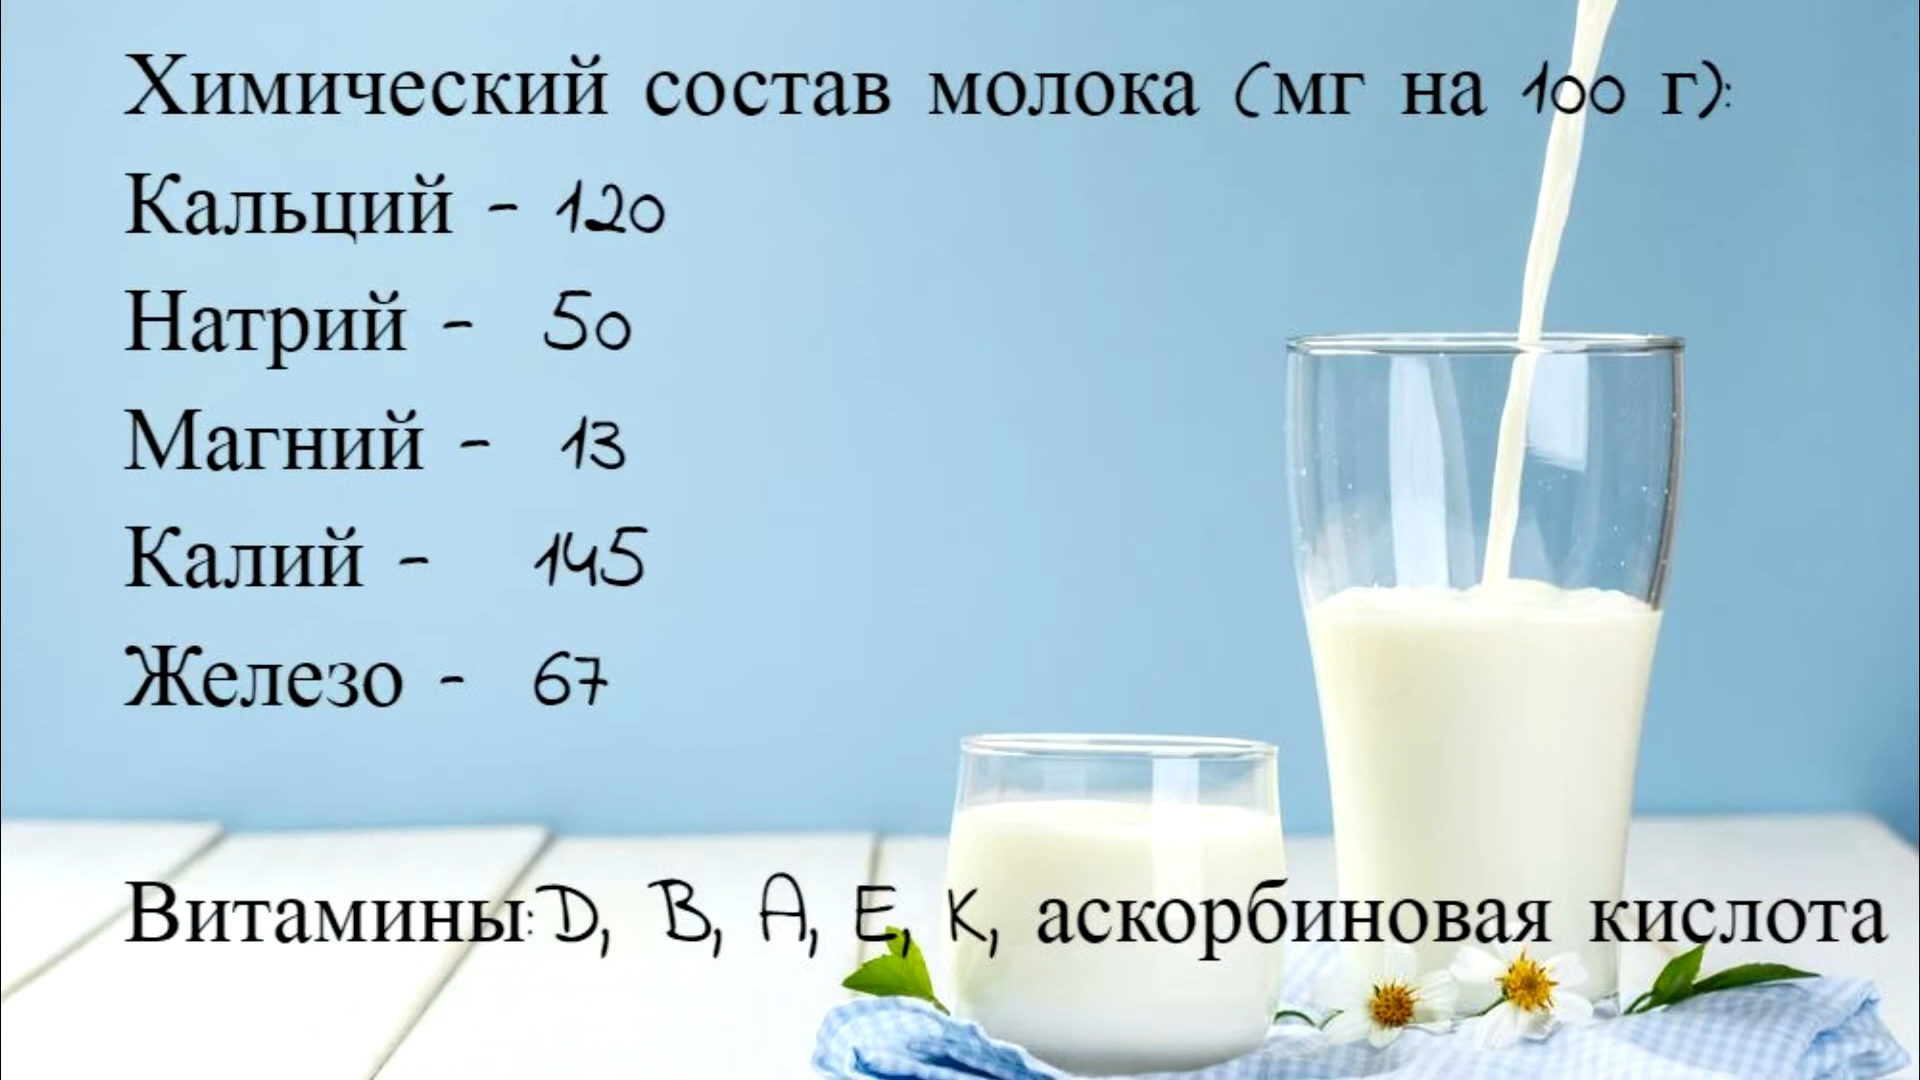 Химический состав молока (мг на 100 г):
Кальций - 120
Натрий - 50
Магний - 13
Калий - 145
Железо - 67
Витамины: D, B, A, E, K, аскорбиновая кислота